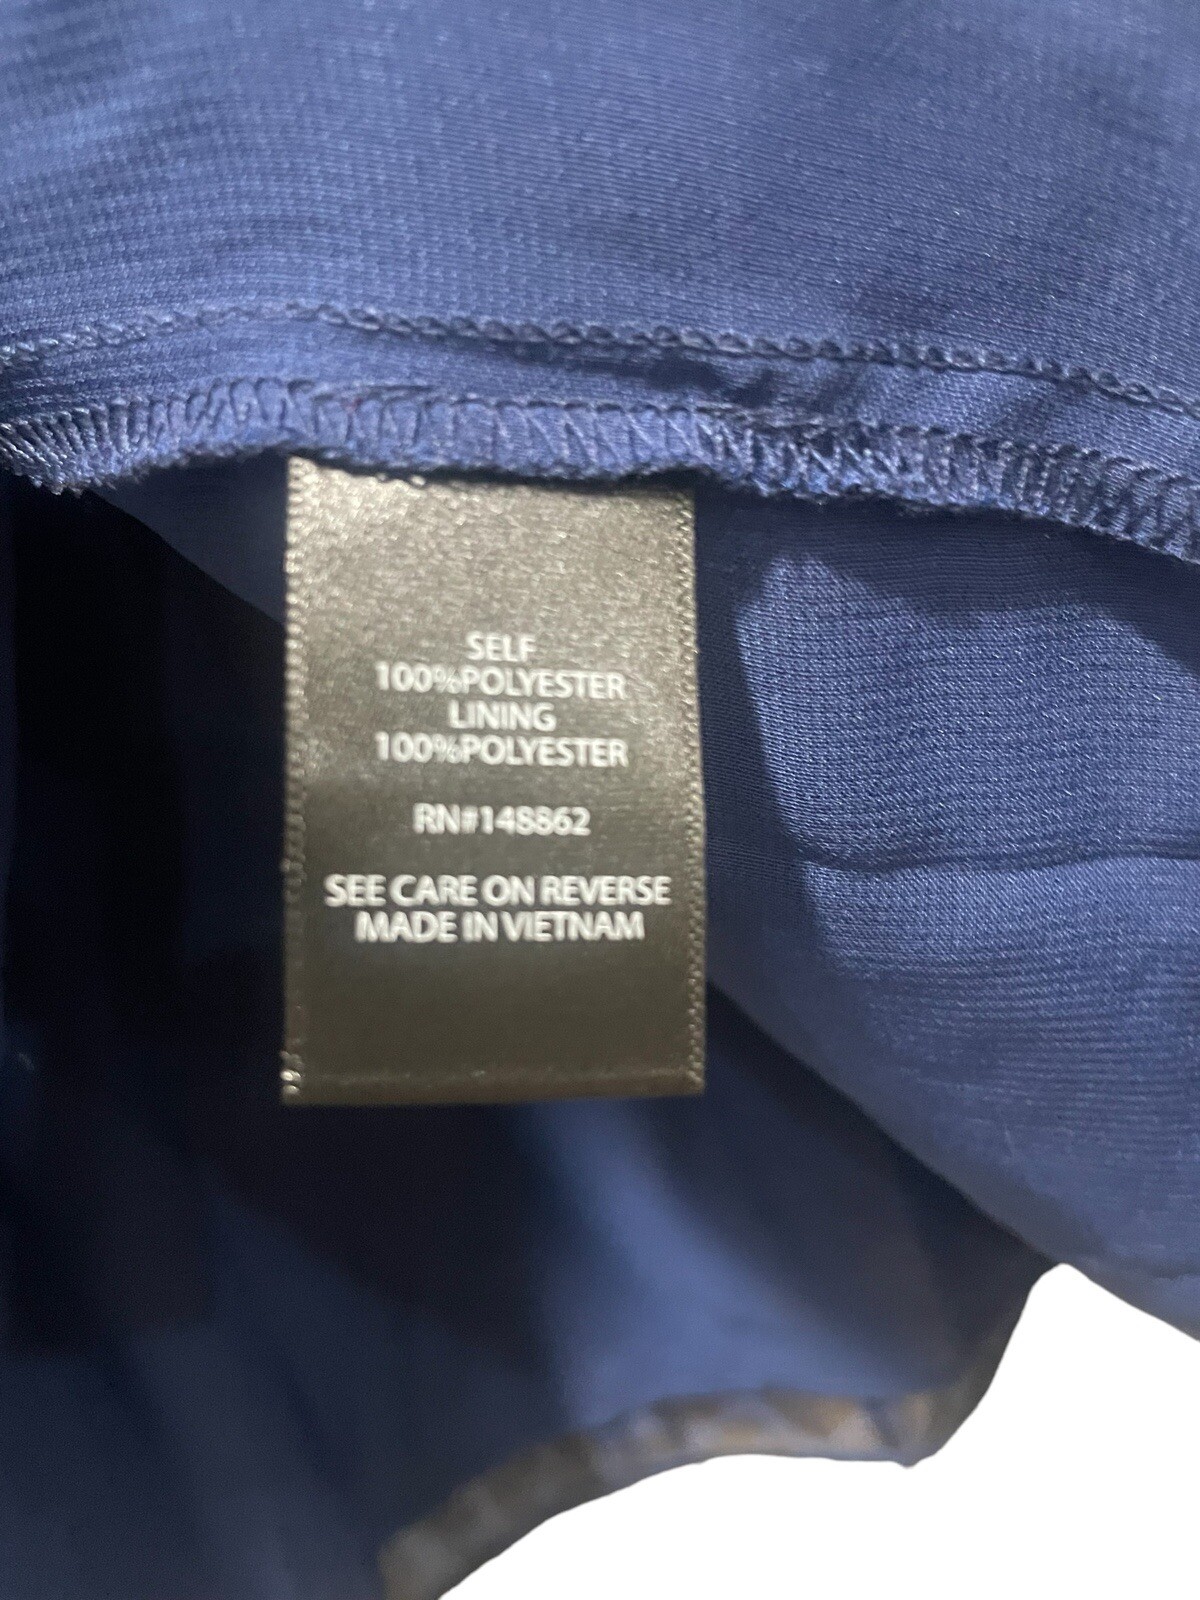 SELF
100%POLYESTER
LINING
100%POLYESTER
RN#148862
SEE CARE ON REVERSE
MADE IN VIETNAM